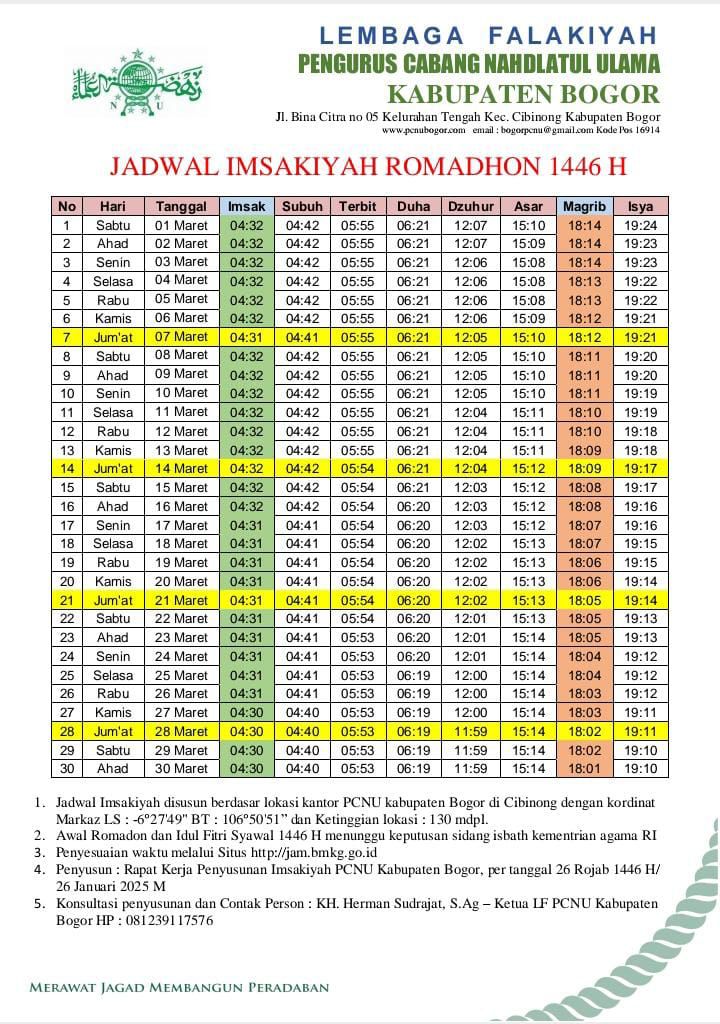 LEMBAGA FALAKIYAH
PENGURUS CABANG NAHDLATUL ULAMA
KABUPATEN BOGOR
Jl. Bina Citra no 05 Kelurahan Tengah Kec. Cibinong Kabupaten Bogor
www.pcnubogor.com email : bogorpcnu@gmail.com Kode Pos 16914
N U
JADWAL IMSAKIYAH ROMADHON 1446 H
No Hari Tanggal Imsak Subuh Terbit Duha Dzuhur Asar Magrib Isya
1 Sabtu 01 Maret 04:32 04:42 05:55 06:21 12:07 15:10 18:14 19:24
2 Ahad 02 Maret 04:32 04:42 05:55 06:21 12:07 15:09 18:14 19:23
3 Senin 03 Maret 04:32 04:42 05:55 06:21 12:06 15:08 18:14 19:23
4 Selasa 04 Maret 04:32 04:42 05:55 06:21 12:06 15:08 18:13 19:22
5 Rabu 05 Maret 04:32 04:42 05:55 06:21 12:06 15:08 18:13 19:22
6 Kamis 06 Maret 04:32 04:42 05:55 06:21 12:06 15:09 18:12 19:21
7 Jum'at 07 Maret 04:31 04:41 05:55 06:21 12:05 15:10 18:12 19:21
8 Sabtu 08 Maret 04:32 04:42 05:55 06:21 12:05 15:10 18:11 19:20
9 Ahad 09 Maret 04:32 04:42 05:55 06:21 12:05 15:10 18:11 19:20
10 Senin 10 Maret 04:32 04:42 05:55 06:21 12:05 15:10 18:11 19:19
11 Selasa 11 Maret 04:32 04:42 05:55 06:21 12:04 15:11 18:10 19:19
12 Rabu 12 Maret 04:32 04:42 05:55 06:21 12:04 15:11 18:10 19:18
13 Kamis 13 Maret 04:32 04:42 05:55 06:21 12:04 15:11 18:09 19:18
14 Jum'at 14 Maret 04:32 04:42 05:54 06:21 12:04 15:12 18:09 19:17
15 Sabtu 15 Maret 04:32 04:42 05:54 06:21 12:03 15:12 18:08 19:17
16 Ahad 16 Maret 04:32 04:42 05:54 06:20 12:03 15:12 18:08 19:16
17 Senin 17 Maret 04:31 04:41 05:54 06:20 12:03 15:12 18:07 19:16
18 Selasa 18 Maret 04:31 04:41 05:54 06:20 12:02 15:13 18:07 19:15
19 Rabu 19 Maret 04:31 04:41 05:54 06:20 12:02 15:13 18:06 19:15
20 Kamis 20 Maret 04:31 04:41 05:54 06:20 12:02 15:13 18:06 19:14
21 Jum'at 21 Maret 04:31 04:41 05:54 06:20 12:02 15:13 18:05 19:14
22 Sabtu 22 Maret 04:31 04:41 05:54 06:20 12:01 15:13 18:05 19:13
23 Ahad 23 Maret 04:31 04:41 05:53 06:20 12:01 15:14 18:05 19:13
24 Senin 24 Maret 04:31 04:41 05:53 06:20 12:01 15:14 18:04 19:12
25 Selasa 25 Maret 04:31 04:41 05:53 06:19 12:00 15:14 18:04 19:12
26 Rabu 26 Maret 04:31 04:41 05:53 06:19 12:00 15:14 18:03 19:12
27 Kamis 27 Maret 04:30 04:40 05:53 06:19 12:00 15:14 18:03 19:11
28 Jum'at 28 Maret 04:30 04:40 05:53 06:19 11:59 15:14 18:02 19:11
29 Sabtu 29 Maret 04:30 04:40 05:53 06:19 11:59 15:14 18:02 19:10
30 Ahad 30 Maret 04:30 04:40 05:53 06:19 11:59 15:14 18:01 19:10
1. Jadwal Imsakiyah disusun berdasar lokasi kantor PCNU kabupaten Bogor di Cibinong dengan kordinat
Markaz LS : -6º27'49" BT : 106º50'51” dan Ketinggian lokasi : 130 mdpl.
2. Awal Romadon dan Idul Fitri Syawal 1446 H menunggu keputusan sidang isbath kementrian agama RI
3. Penyesuaian waktu melalui Situs http://jam.bmkg.go.id
4. Penyusun : Rapat Kerja Penyusunan Imsakiyah PCNU Kabupaten Bogor, per tanggal 26 Rojab 1446 H/
26 Januari 2025 M
5. Konsultasi penyusunan dan Contak Person : KH. Herman Sudrajat, S.Ag – Ketua LF PCNU Kabupaten
Bogor HP : 081239117576
MERAWAT JAGAD MEMBANGUN PERADABAN